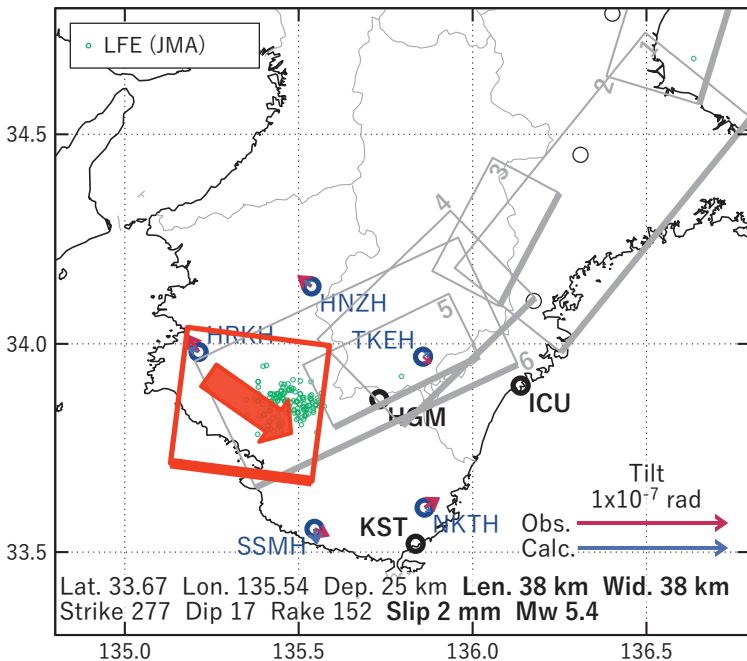 LFE (JMA)
34.5
34.0
33.5
1
2
3
4
5
6
HNZH
HRKH
TKEH
HGM
ICU
Tilt
1x10⁻⁷ rad
Obs.
Calc.
KST
NKTH
SSMH
Lat. 33.67 Lon. 135.54 Dep. 25 km Len. 38 km Wid. 38 km
Strike 277 Dip 17 Rake 152 Slip 2 mm Mw 5.4
135.0 135.5 136.0 136.5